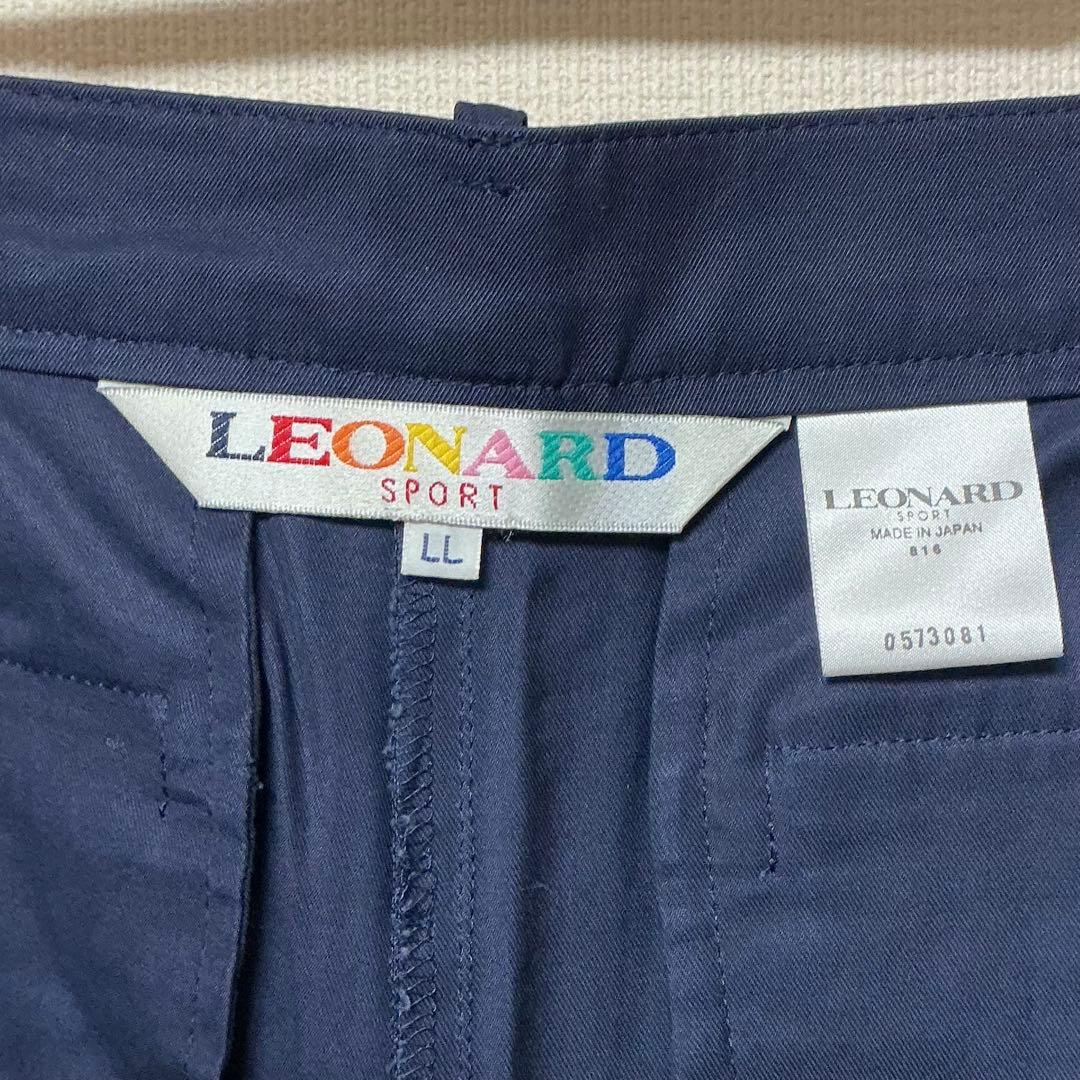 LEONARD
SPORT
LL
LEONARD
SPORT
MADE IN JAPAN
816
0573081